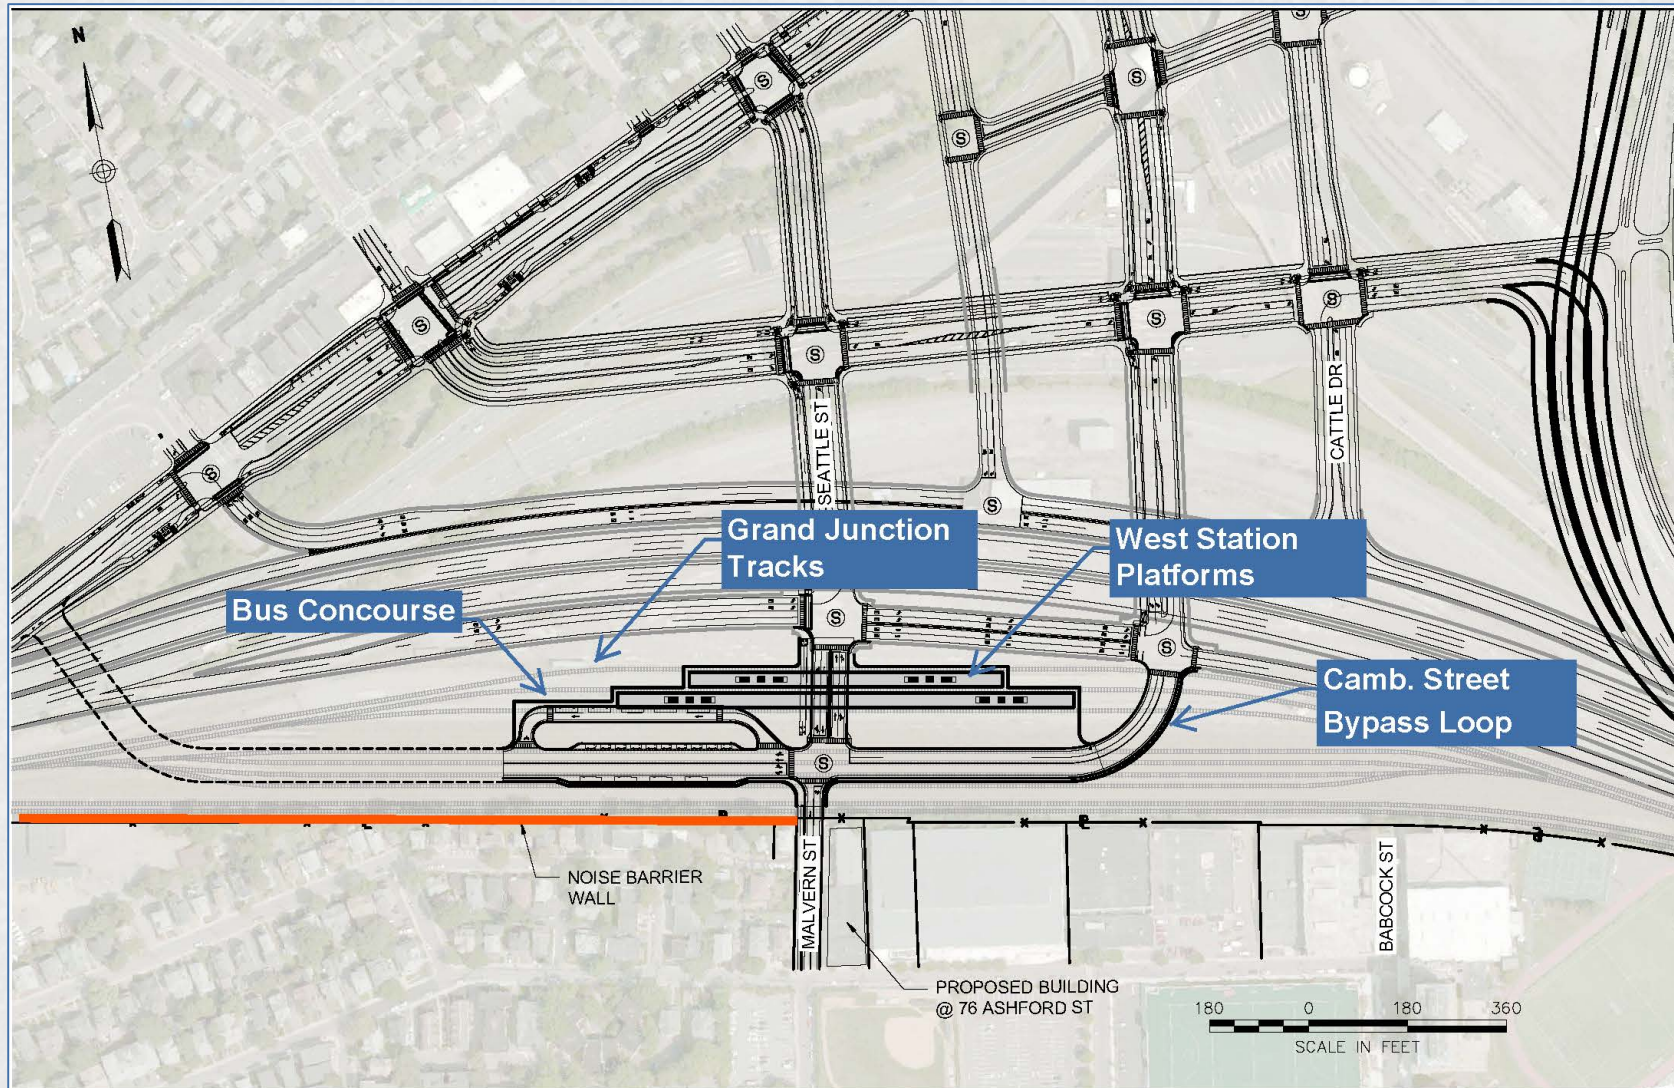 N
S
S
S
S
S
S
S
S
S
S
SEATTLE ST
CATTLE DR
S
S
Grand Junction
Tracks
West Station
Platforms
Bus Concourse
S
S
Camb. Street
Bypass Loop
S
NOISE BARRIER
WALL
MALVERN ST
BABCOCK ST
PROPOSED BUILDING
@ 76 ASHFORD ST
180 0 180 360
SCALE IN FEET